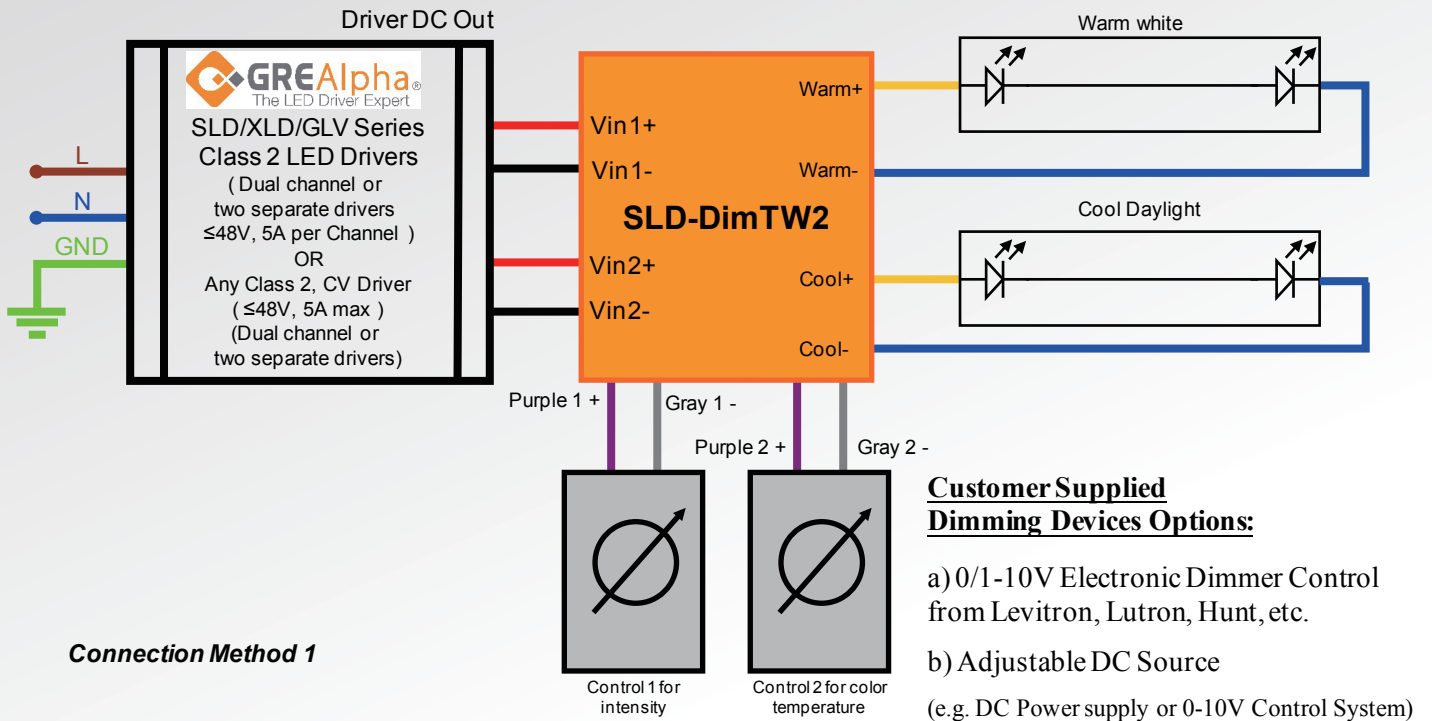 Driver DC Out
GREAlpha®
The LED Driver Expert
SLD/XLD/GLV Series
Class 2 LED Drivers
( Dual channel or
two separate drivers
≤48V, 5A per Channel )
OR
Any Class 2, CV Driver
( ≤48V, 5A max )
(Dual channel or
two separate drivers)
L
N
GND
Vin1+
Vin1-
SLD-DimTW2
Vin2+
Vin2-
Warm+
Warm-
Cool+
Cool-
Warm white
Cool Daylight
Purple 1 +
Gray 1 -
Purple 2 +
Gray 2 -
Control 1 for
intensity
Control 2 for color
temperature
Connection Method 1
Customer Supplied
Dimming Devices Options:
a) 0/1-10V Electronic Dimmer Control
from Levitron, Lutron, Hunt, etc.
b) Adjustable DC Source
(e.g. DC Power supply or 0-10V Control System)